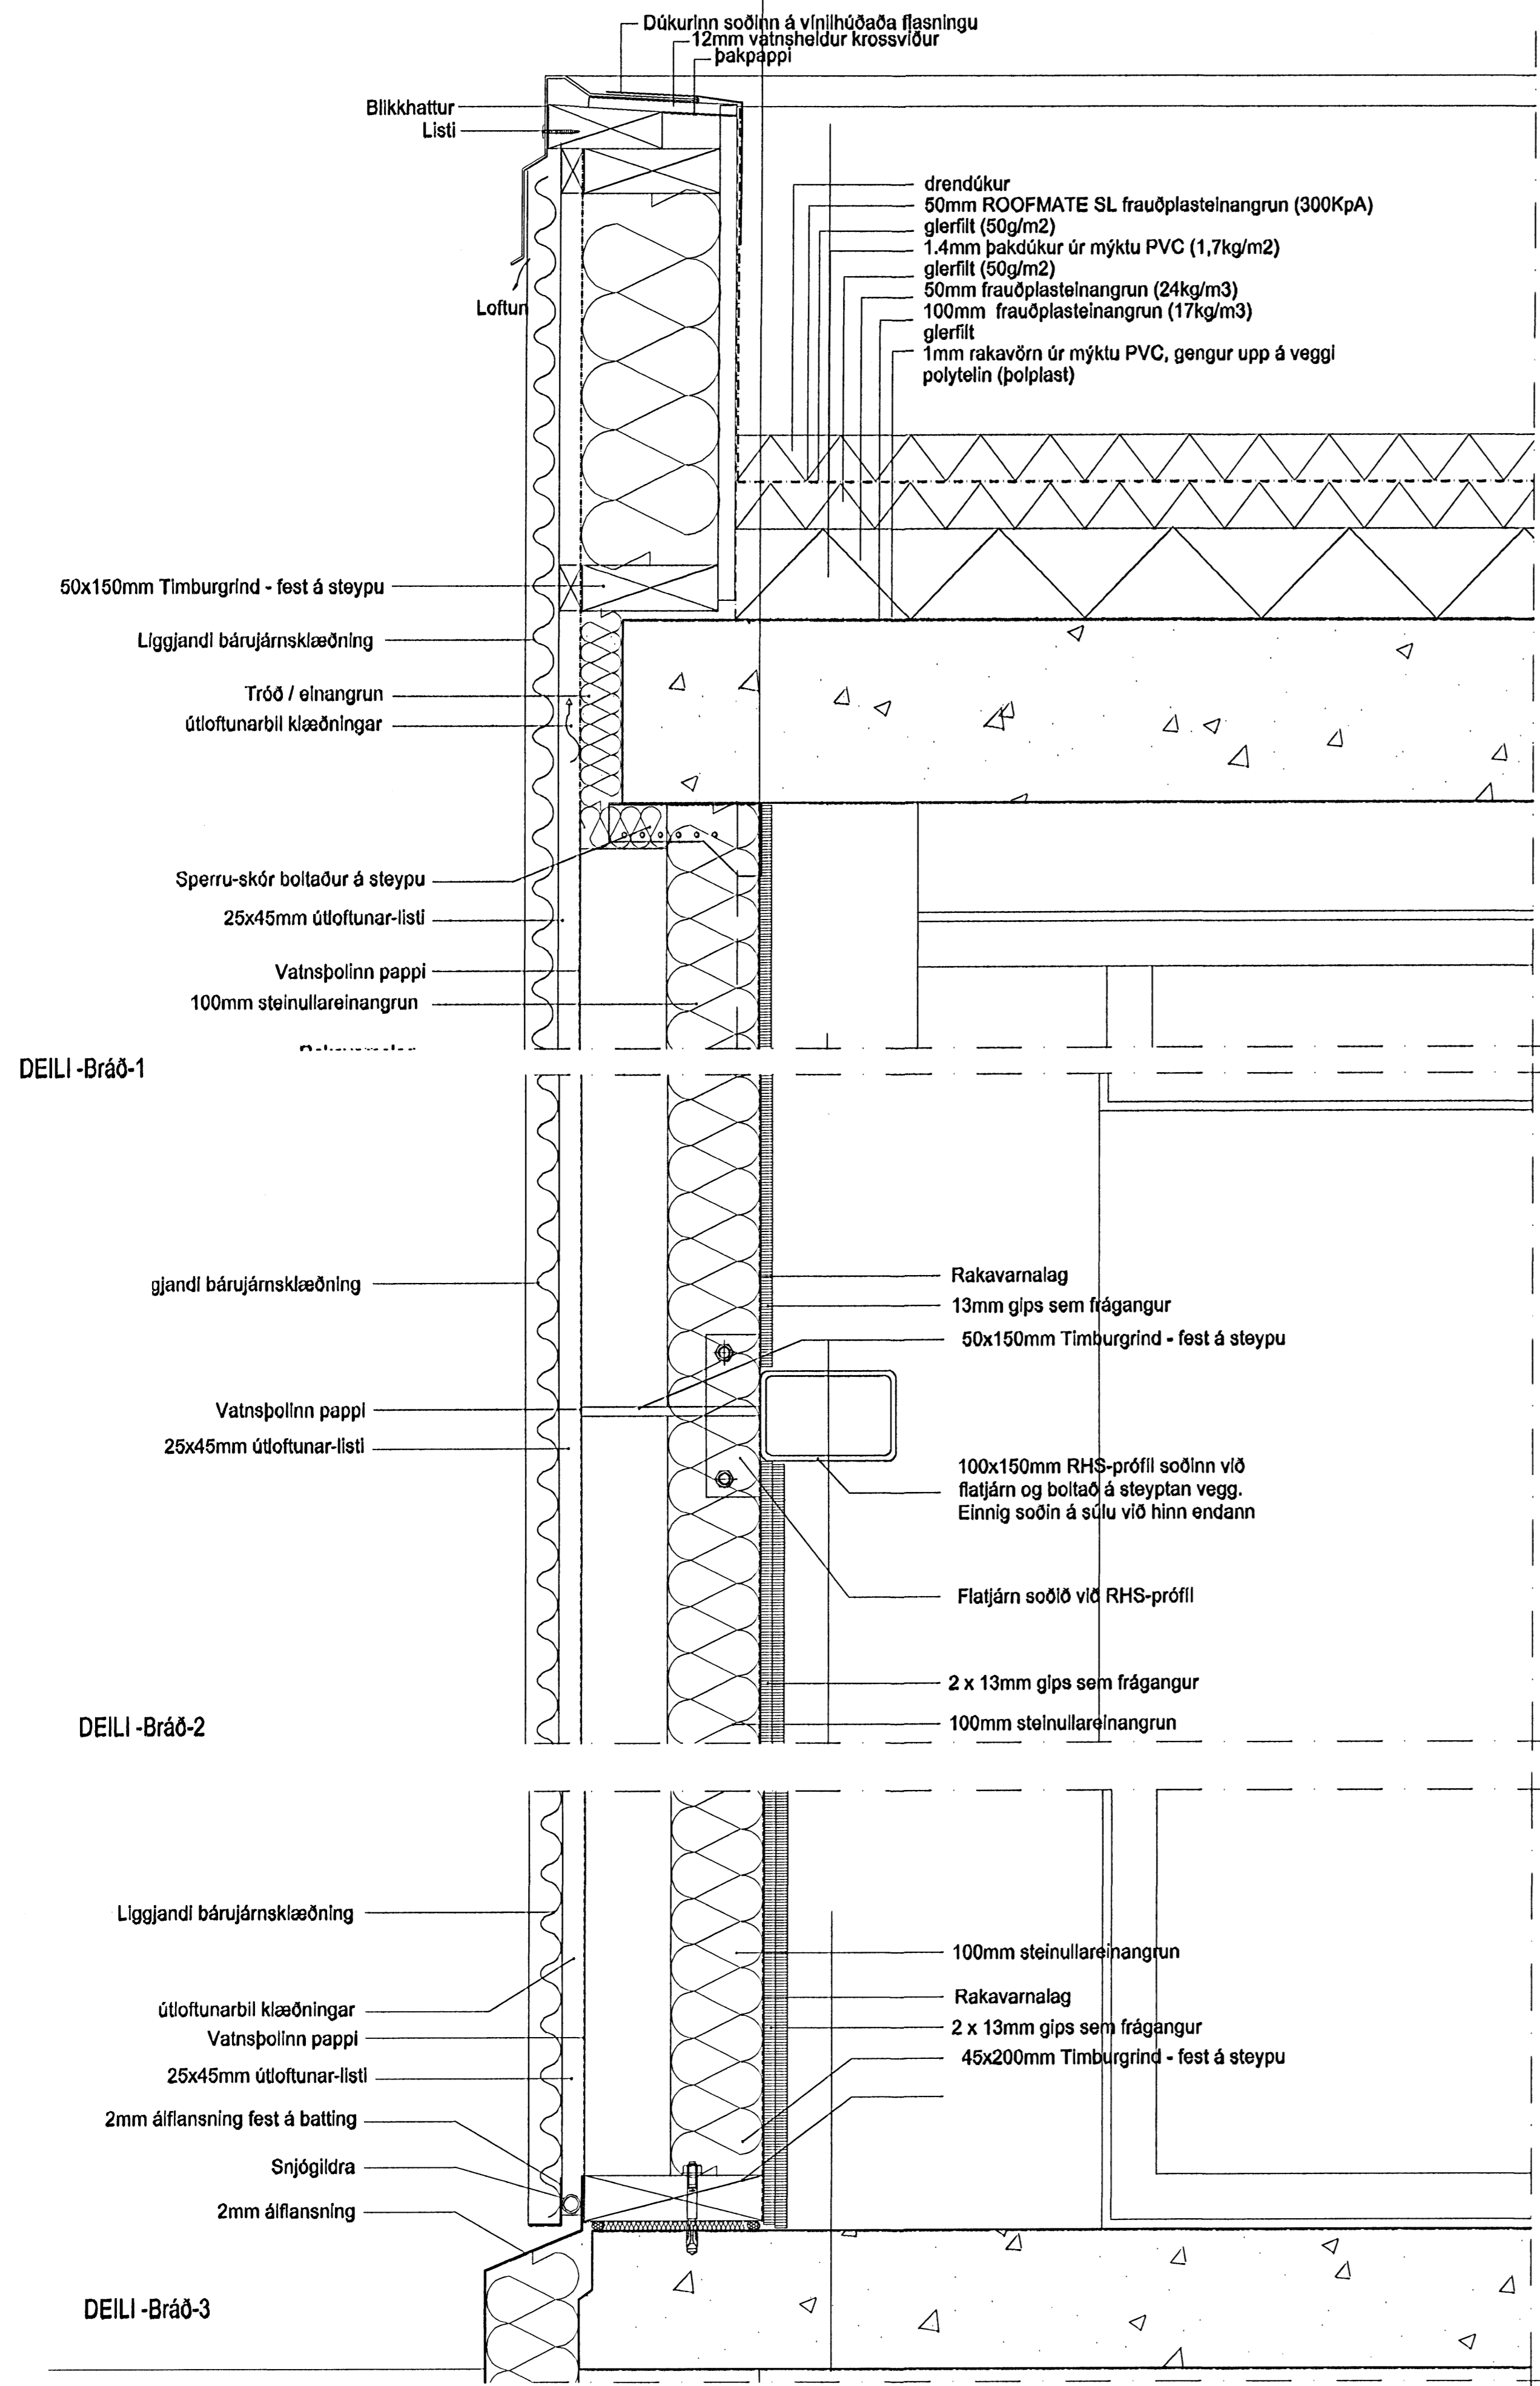 Dúkurinn soðinn á vínilhúðaða flasningu
12mm vatnsheldur krossviður
þakpappi
Blikkhattur
Listi
drendúkur
50mm ROOFMATE SL frauðplasteinangrun (300KpA)
glerfilt (50g/m2)
1.4mm þakdúkur úr mýktu PVC (1,7kg/m2)
glerfilt (50g/m2)
50mm frauðplasteinangrun (24kg/m3)
100mm frauðplasteinangrun (17kg/m3)
glerfilt
1mm rakavörn úr mýktu PVC, gengur upp á veggi
polytelin (þolplast)
Loftun
50x150mm Timburgrind - fest á steypu
Liggjandi bárujárnsklæðning
Tróð / einangrun
útloftunarbil klæðningar
Sperru-skór boltaður á steypu
25x45mm útloftunar-listi
Vatnsþolinn pappi
100mm steinullareinangrun
DEILI -Bráð-1
gjandi bárujárnsklæðning
Rakavarnalag
13mm gips sem frágangur
50x150mm Timburgrind - fest á steypu
Vatnsþolinn pappi
25x45mm útloftunar-listi
100x150mm RHS-prófíl soðinn við
flatjárn og boltað á steyptan vegg.
Einnig soðin á súlu við hinn endann
Flatjárn soðið við RHS-prófíl
2 x 13mm gips sem frágangur
100mm steinullareinangrun
DEILI -Bráð-2
Liggjandi bárujárnsklæðning
100mm steinullareinangrun
Rakavarnalag
útloftunarbil klæðningar
2 x 13mm gips sem frágangur
Vatnsþolinn pappi
45x200mm Timburgrind - fest á steypu
25x45mm útloftunar-listi
2mm álflansning fest á batting
Snjógildra
2mm álflansning
DEILI -Bráð-3